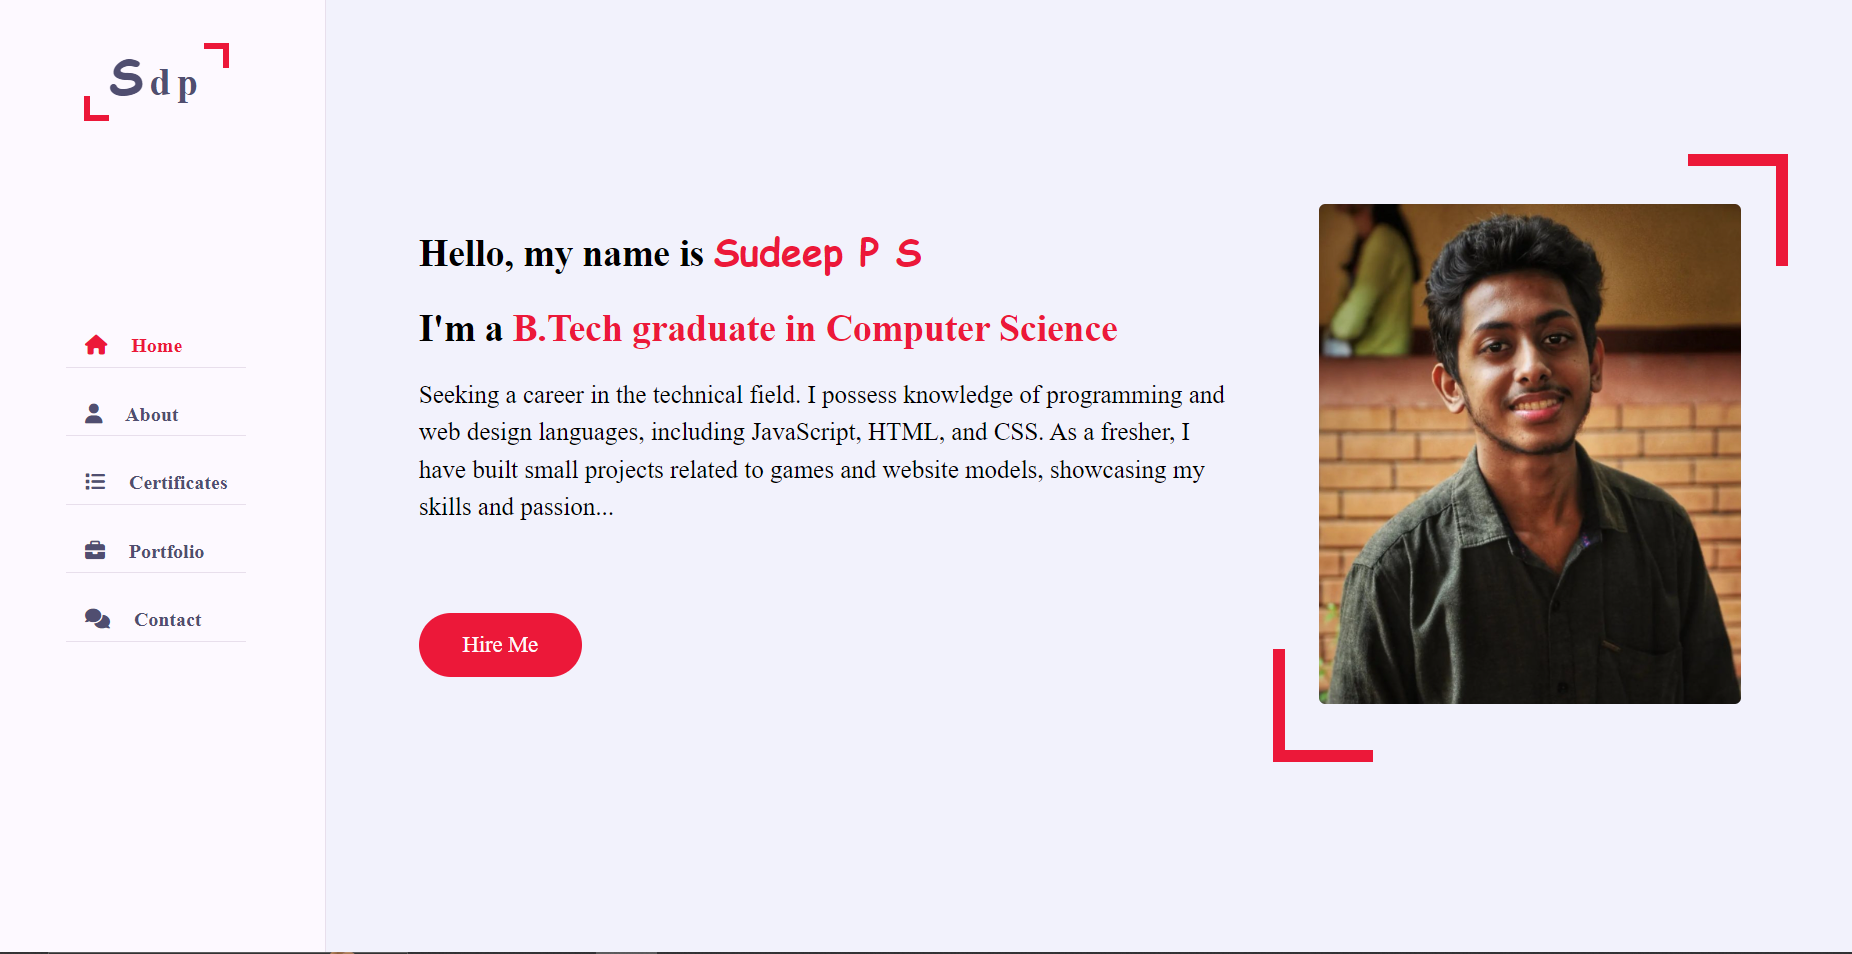 Sdp
Home
About
Certificates
Portfolio
Contact
Hello, my name is Sudeep P S
I'm a B.Tech graduate in Computer Science
Seeking a career in the technical field. I possess knowledge of programming and
web design languages, including JavaScript, HTML, and CSS. As a fresher, I
have built small projects related to games and website models, showcasing my
skills and passion...
Hire Me